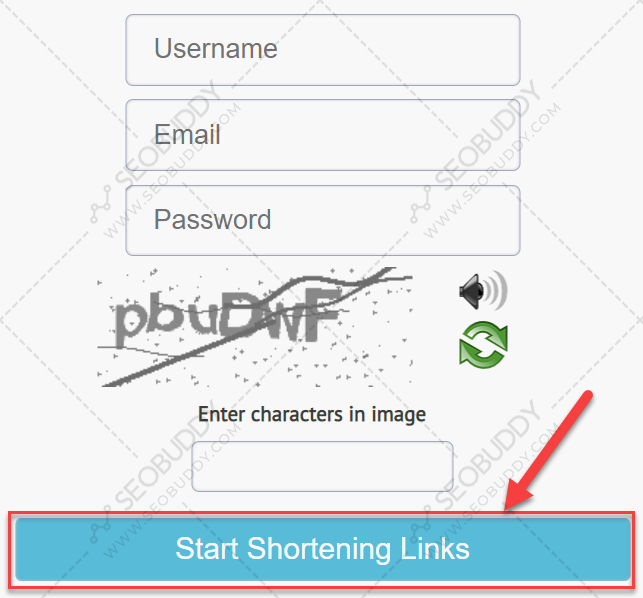 Username
SEOBUDDY
WWW.SEOBUDDY.COM
SEOBUDDY
WWW.SEOBUDDY.COM
Email
Password
pbuDWF
Enter characters in image
SEOBUDDY
WWW.SEOBUDDY.COM
SEOBUDDY
WWW.SEOBUDDY.COM
Start Shortening Links